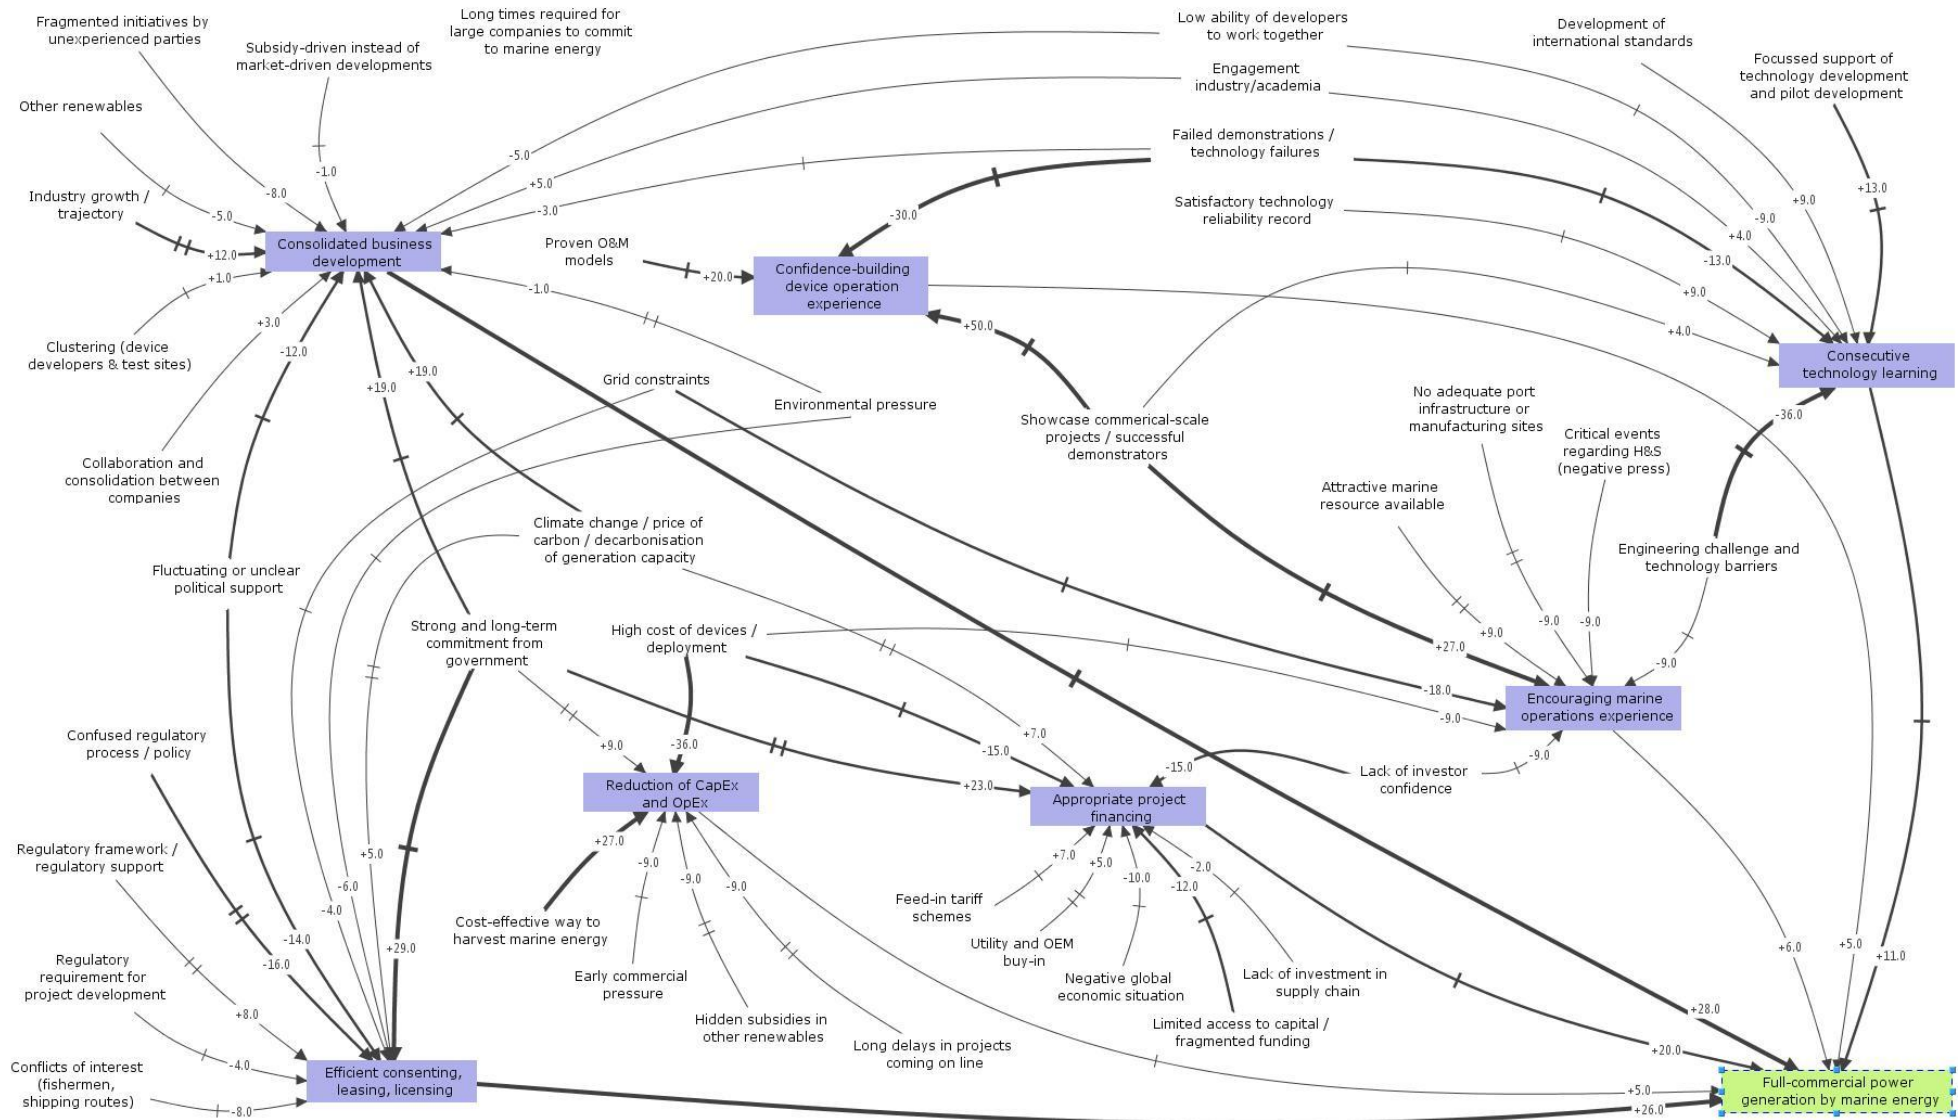 Fragmented initiatives by
unexperienced parties
Subsidy-driven instead of
market-driven developments
Long times required for
large companies to commit
to marine energy
Low ability of developers
to work together
Development of
international standards
Engagement
industry/academia
Focussed support of
technology development
and pilot development
Other renewables
Failed demonstrations /
technology failures
Industry growth /
trajectory
Satisfactory technology
reliability record
-5.0
+5.0
-3.0
-1.0
-8.0
-5.0
+12.0
+1.0
Consolidated business
development
Proven O&M
models
+20.0
-30.0
Confidence-building
device operation
experience
+50.0
+13.0
+9.0
-9.0
+4.0
-13.0
+9.0
+4.0
Consecutive
technology learning
-36.0
-1.0
+3.0
-12.0
+19.0
+19.0
Clustering (device
developers & test sites)
Grid constraints
Environmental pressure
Showcase commerical-scale
projects / successful
demonstrators
No adequate port
infrastructure or
manufacturing sites
Critical events
regarding H&S
(negative press)
Collaboration and
consolidation between
companies
Attractive marine
resource available
Climate change / price of
carbon / decarbonisation
of generation capacity
Engineering challenge and
technology barriers
Fluctuating or unclear
political support
Strong and long-term
commitment from
government
High cost of devices /
deployment
+9.0
-9.0
-9.0
-9.0
+27.0
-18.0
-9.0
Encouraging marine
operations experience
-9.0
Confused regulatory
process / policy
+9.0
-36.0
-15.0
+7.0
+23.0
-15.0
Lack of investor
confidence
Reduction of CapEx
and OpEx
Appropriate project
financing
+27.0
-9.0
-9.0
-9.0
+7.0
+5.0
-10.0
-12.0
-2.0
Regulatory framework /
regulatory support
+5.0
-6.0
-4.0
-14.0
-16.0
+29.0
Cost-effective way to
harvest marine energy
Feed-in tariff
schemes
Utility and OEM
buy-in
Negative global
economic situation
Lack of investment in
supply chain
Limited access to capital /
fragmented funding
Early commercial
pressure
Hidden subsidies in
other renewables
Long delays in projects
coming on line
+6.0
+5.0
+11.0
Regulatory
requirement for
project development
+8.0
-4.0
-8.0
Conflicts of interest
(fishermen,
shipping routes)
Efficient consenting,
leasing, licensing
+28.0
+20.0
+5.0
+26.0
Full-commercial power
generation by marine energy